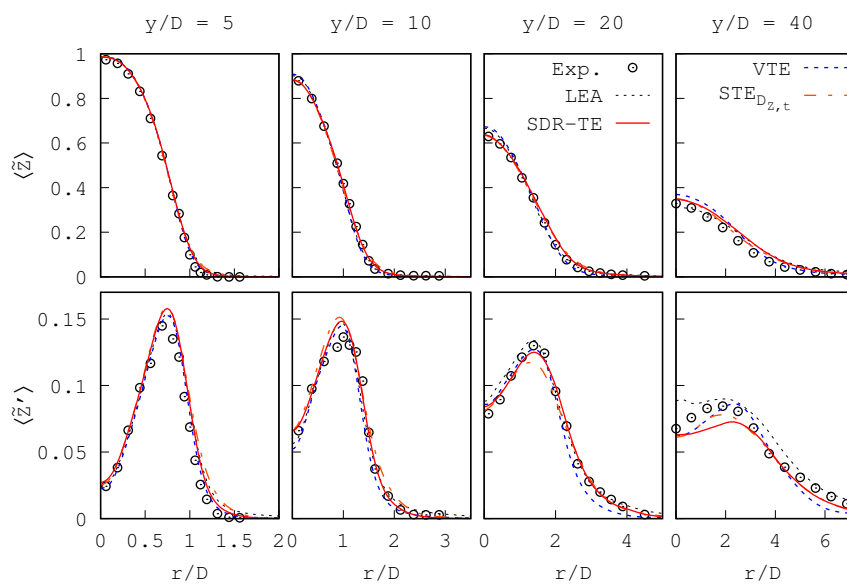 y/D = 5 y/D = 10 y/D = 20 y/D = 40
1
0.8
0.6
0.4
0.2
0
⟨Z̃⟩
Exp.
LEA
SDR-TE
VTE
STE_{D_{Z,t}}
0.15
0.1
0.05
0
⟨Z̃'⟩
0 0.5 1 1.5 2 0 1 2 3 0 2 4 0 2 4 6
r/D r/D r/D r/D